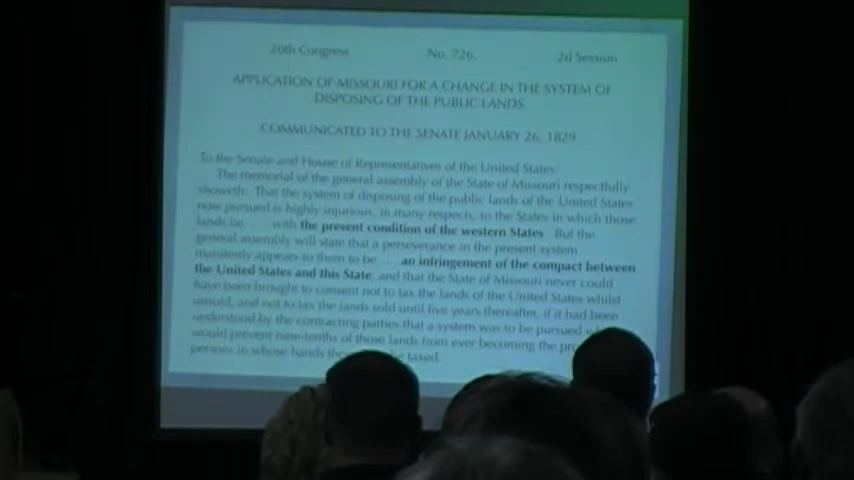 20th Congress No. 726. 2d Session
APPLICATION OF MISSOURI FOR A CHANGE IN THE SYSTEM OF
DISPOSING OF THE PUBLIC LANDS.
COMMUNICATED TO THE SENATE JANUARY 26, 1829
To the Senate and House of Representatives of the United States:
The memorial of the general assembly of the State of Missouri respectfully
showeth: That the system of disposing of the public lands of the United States
now pursued is highly injurious, in many respects, to the States in which those
lands lie, . . . with the present condition of the western States. But the
general assembly will state that a perseverance in the present system
manifestly appears to them to be . . . an infringement of the compact between
the United States and this State; and that the State of Missouri never could
have been brought to consent not to tax the lands of the United States whilst
unsold, and not to tax the lands sold until five years thereafter, if it had been
understood by the contracting parties that a system was to be pursued
would prevent nine-tenths of those lands from ever becoming the
persons in whose hands taxed.